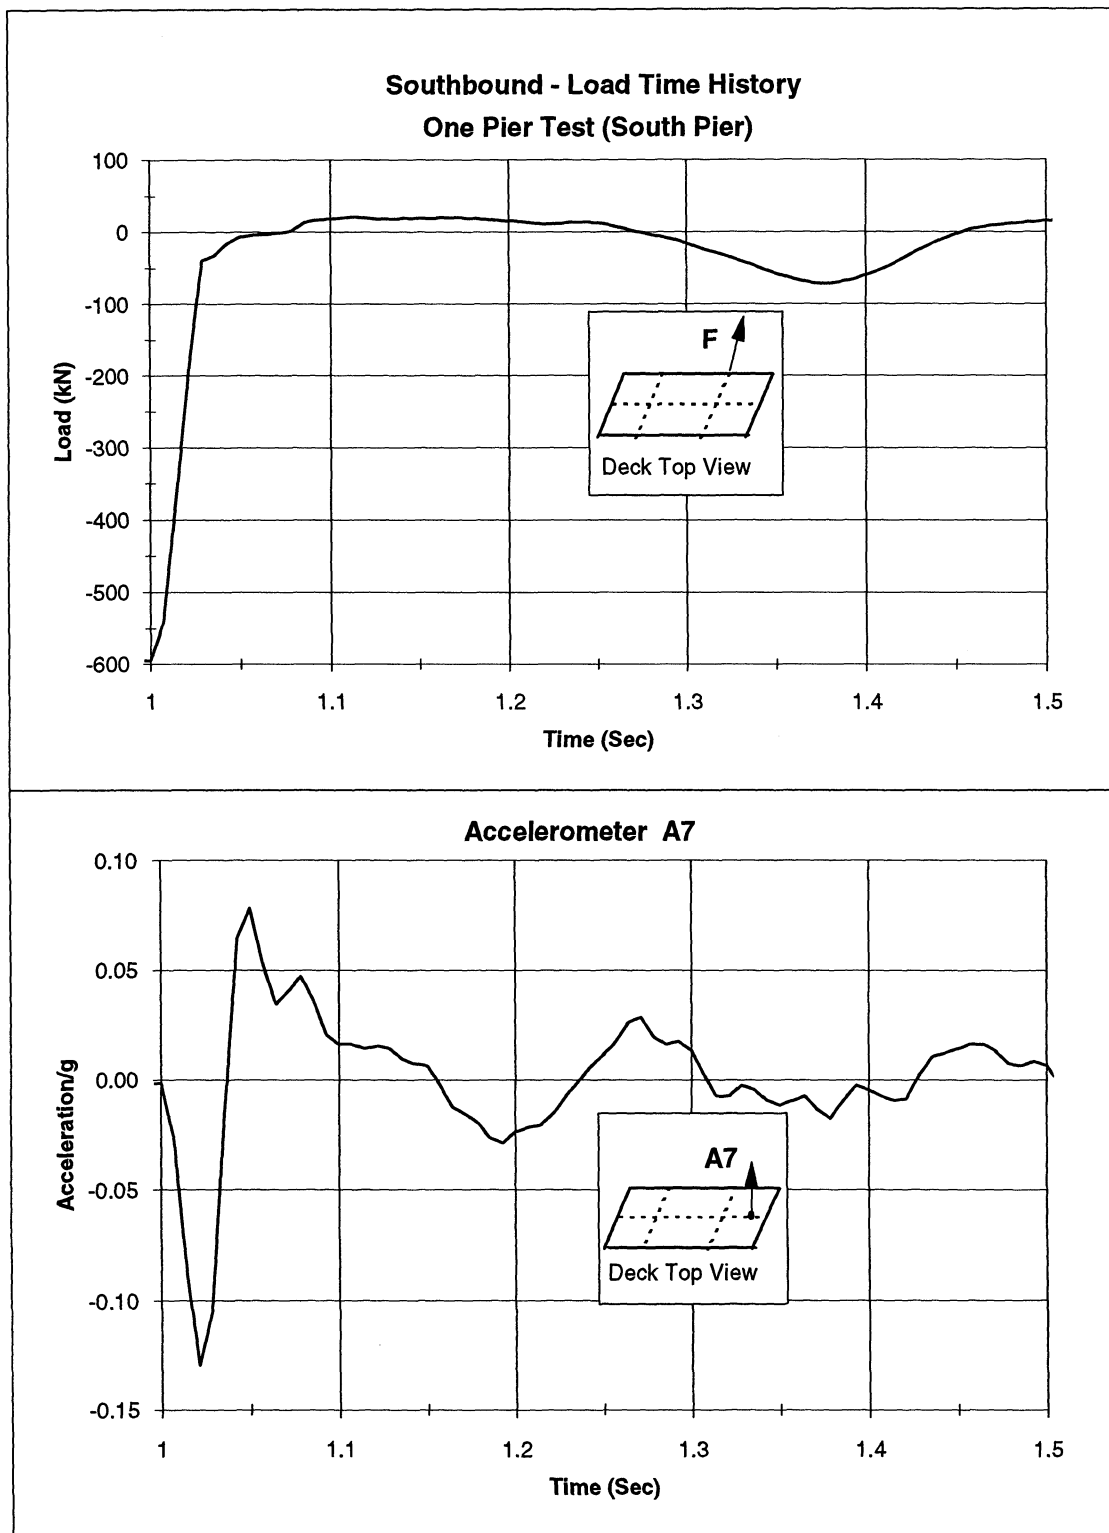 Southbound - Load Time History
One Pier Test (South Pier)
100
0
-100
-200
-300
-400
-500
-600
Load (kN)
F
Deck Top View
1
1.1
1.2
1.3
1.4
1.5
Time (Sec)
Accelerometer A7
0.10
0.05
0.00
-0.05
-0.10
-0.15
Acceleration/g
A7
Deck Top View
1
1.1
1.2
1.3
1.4
1.5
Time (Sec)